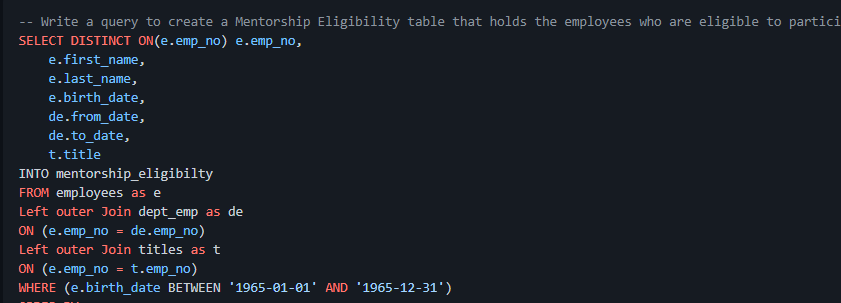 -- Write a query to create a Mentorship Eligibility table that holds the employees who are eligible to partici
SELECT DISTINCT ON(e.emp_no) e.emp_no,
e.first_name,
e.last_name,
e.birth_date,
de.from_date,
de.to_date,
t.title
INTO mentorship_eligibilty
FROM employees as e
Left outer Join dept_emp as de
ON (e.emp_no = de.emp_no)
Left outer Join titles as t
ON (e.emp_no = t.emp_no)
WHERE (e.birth_date BETWEEN '1965-01-01' AND '1965-12-31')